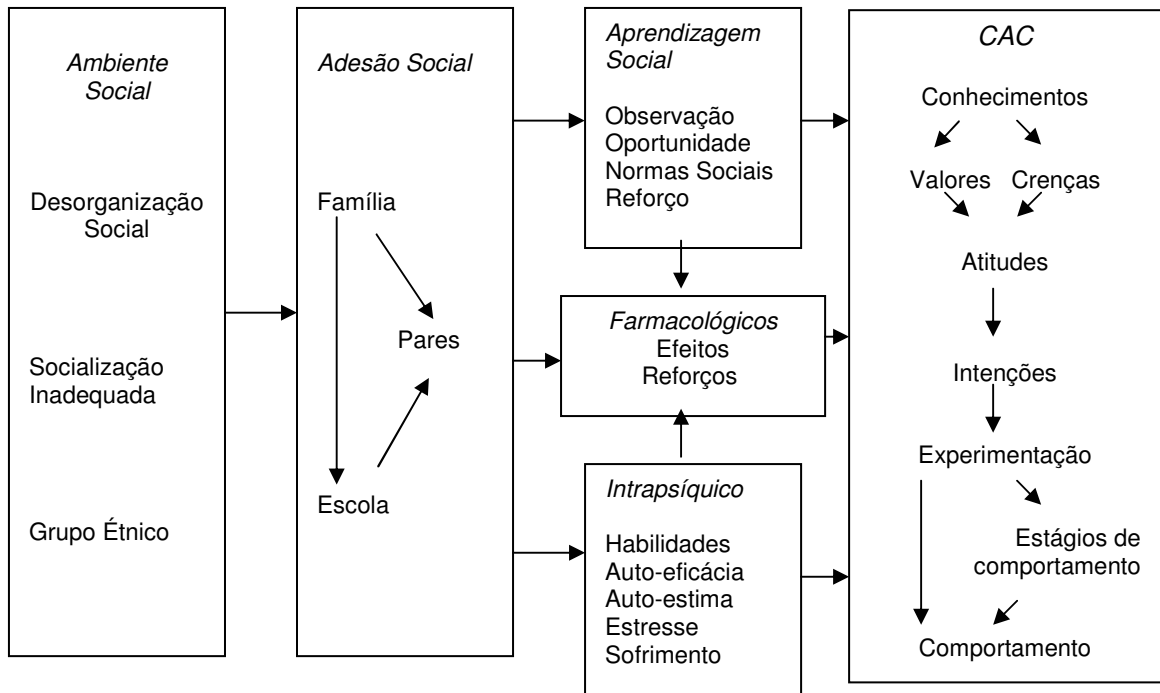 Ambiente
Social
Desorganização
Social
Socialização
Inadequada
Grupo Étnico
Adesão Social
Família
Pares
Escola
Aprendizagem
Social
Observação
Oportunidade
Normas Sociais
Reforço
Farmacológicos
Efeitos
Reforços
Intrapsíquico
Habilidades
Auto-eficácia
Auto-estima
Estresse
Sofrimento
CAC
Conhecimentos
Valores Crenças
Atitudes
Intenções
Experimentação
Estágios de
comportamento
Comportamento